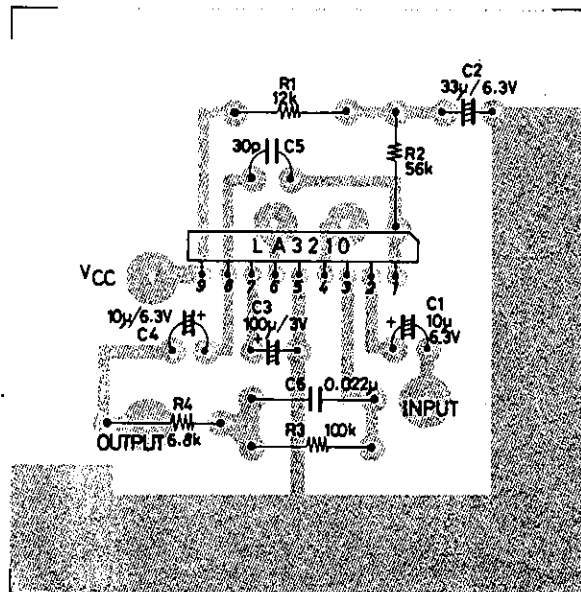 C2
33μ/6.3V
R1
12k
30p
C5
R2
56k
LA3210
VCC
9 8 7 6 5 4 3 2 1
10μ/6.3V
C4
C3
100μ/3V
+
+
+
C1
10μ
6.3V
C6
0.022μ
INPUT
R4
6.8k
OUTPUT
R3
100k